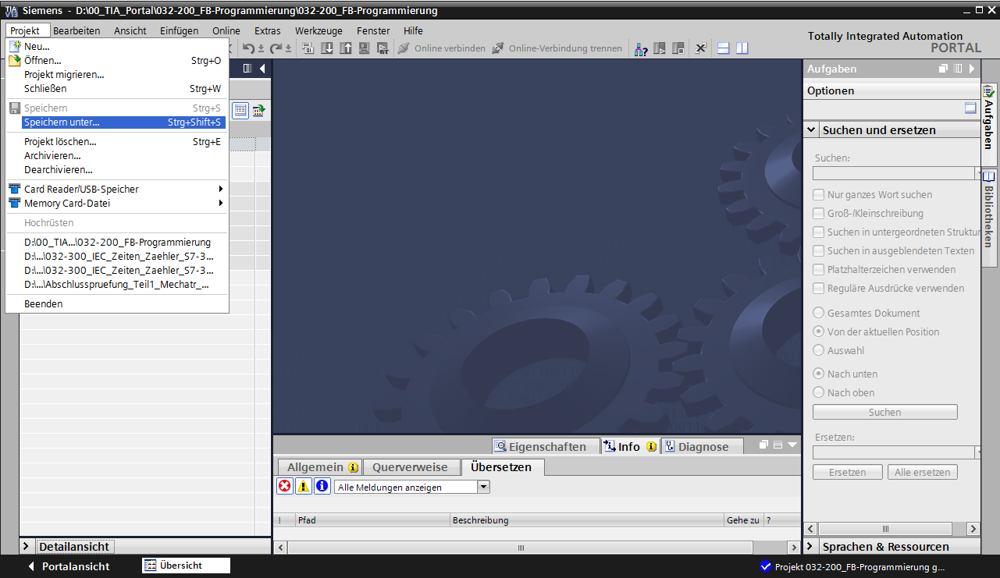 TIA V13 Siemens - D:\00_TIA_Portal\032-200_FB-Programmierung\032-200_FB-Programmierung
Projekt Bearbeiten Ansicht Einfügen Online Extras Werkzeuge Fenster Hilfe
Totally Integrated Automation
PORTAL
Online verbinden Online-Verbindung trennen
Neu...
Öffnen... Strg+O
Projekt migrieren...
Schließen Strg+W
Speichern Strg+S
Speichern unter... Strg+Shift+S
Projekt löschen... Strg+E
Archivieren...
Dearchivieren...
Card Reader/USB-Speicher
Memory Card-Datei
Hochrüsten
D:\00_TIA...\032-200_FB-Programmierung
D:\...\032-300_IEC_Zeiten_Zaehler_S7-3...
D:\...\032-300_IEC_Zeiten_Zaehler_S7-3...
D:\...\Abschlusspruefung_Teil1_Mechatr_...
Beenden
Detailansicht
Eigenschaften Info Diagnose
Allgemein Querverweise Übersetzen
Alle Meldungen anzeigen
! Pfad Beschreibung Gehe zu ?
Aufgaben
Optionen
Suchen und ersetzen
Suchen:
Nur ganzes Wort suchen
Groß-/Kleinschreibung
Suchen in untergeordneten Struktur
Suchen in ausgeblendeten Texten
Platzhalterzeichen verwenden
Reguläre Ausdrücke verwenden
Gesamtes Dokument
Von der aktuellen Position
Auswahl
Nach unten
Nach oben
Suchen
Ersetzen:
Ersetzen Alle ersetzen
Sprachen & Ressourcen
Aufgaben
Bibliotheken
Portalansicht Übersicht Projekt 032-200_FB-Programmierung g...